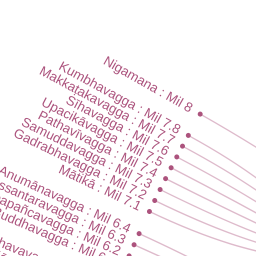 Nigamana : Mil 8
Kumbhavagga : Mil 7.8
Makkaṭakavagga : Mil 7.7
Sīhavagga : Mil 7.6
Upacikāvagga : Mil 7.5
Pathavīvagga : Mil 7.4
Samuddavagga : Mil 7.3
Gadrabhavagga : Mil 7.2
Mātikā : Mil 7.1
Anumānavagga : Mil 6.4
ssantaravagga : Mil 6.3
apañcavagga : Mil 6.2
uddhavagga : Mil